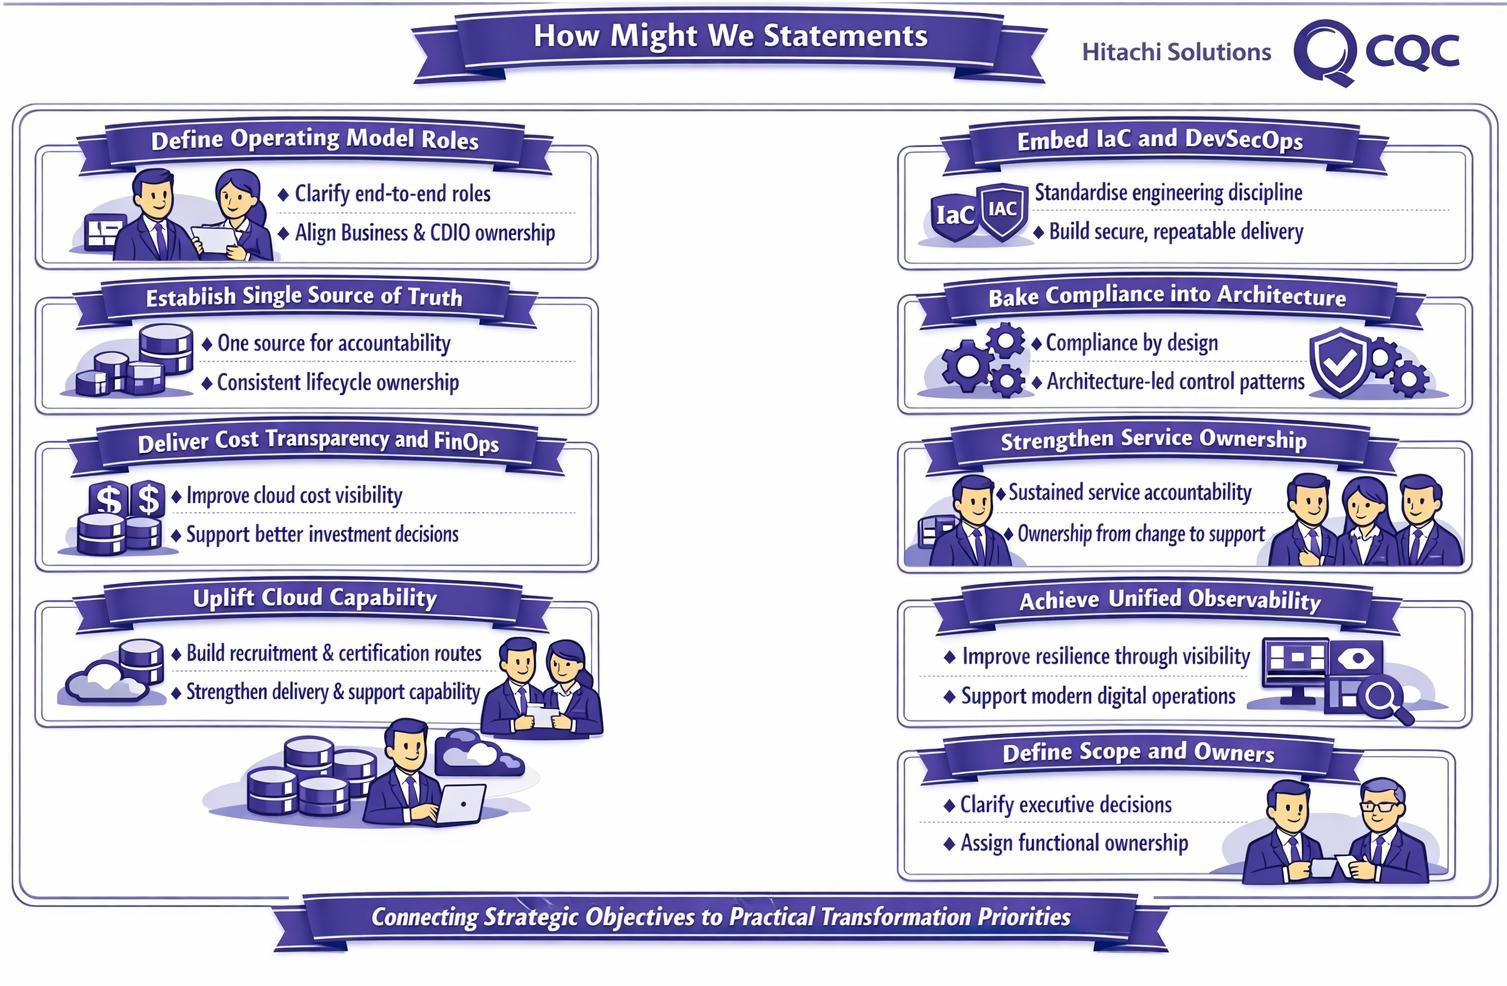 How Might We Statements
Hitachi Solutions
CQC
Define Operating Model Roles
◆ Clarify end-to-end roles
◆ Align Business & CDIO ownership
Establish Single Source of Truth
◆ One source for accountability
◆ Consistent lifecycle ownership
Deliver Cost Transparency and FinOps
$ $
◆ Improve cloud cost visibility
◆ Support better investment decisions
Uplift Cloud Capability
◆ Build recruitment & certification routes
◆ Strengthen delivery & support capability
Embed IaC and DevSecOps
IaC IAC
Standardise engineering discipline
◆ Build secure, repeatable delivery
Bake Compliance into Architecture
◆ Compliance by design
◆ Architecture-led control patterns
Strengthen Service Ownership
◆ Sustained service accountability
◆ Ownership from change to support
Achieve Unified Observability
◆ Improve resilience through visibility
◆ Support modern digital operations
Define Scope and Owners
◆ Clarify executive decisions
◆ Assign functional ownership
Connecting Strategic Objectives to Practical Transformation Priorities